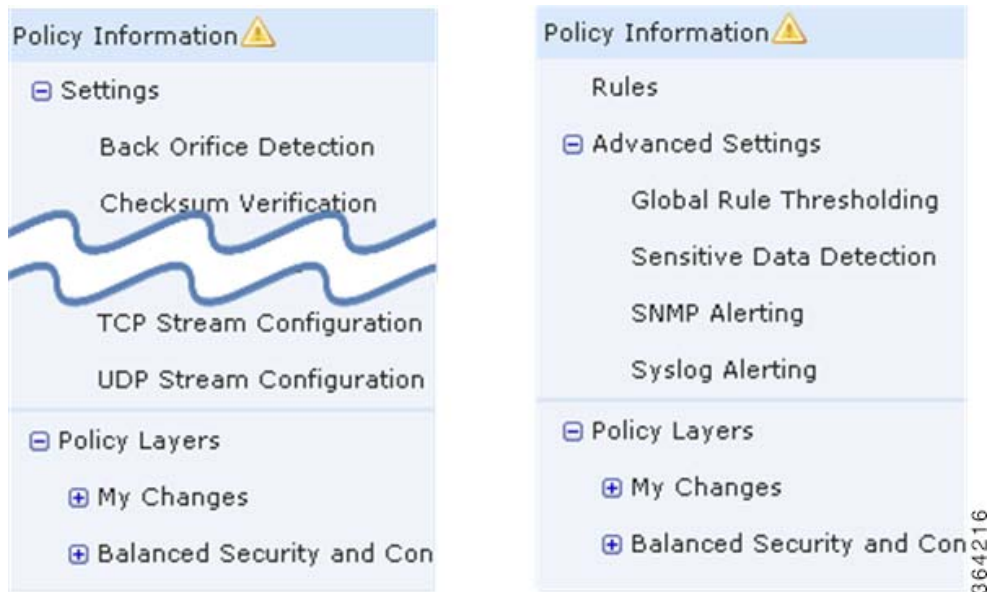 Policy Information
Settings
Back Orifice Detection
Checksum Verification
TCP Stream Configuration
UDP Stream Configuration
Policy Layers
My Changes
Balanced Security and Con
Policy Information
Rules
Advanced Settings
Global Rule Thresholding
Sensitive Data Detection
SNMP Alerting
Syslog Alerting
Policy Layers
My Changes
Balanced Security and Con
364216